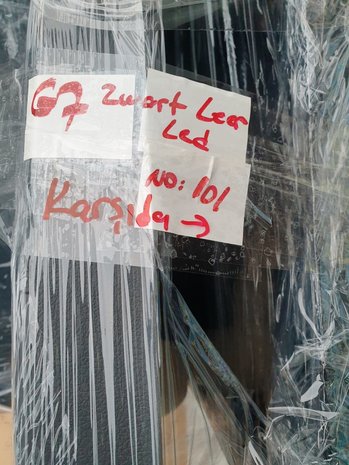 G7 Zwart Leer
Led
NO: 101
Karşıda →